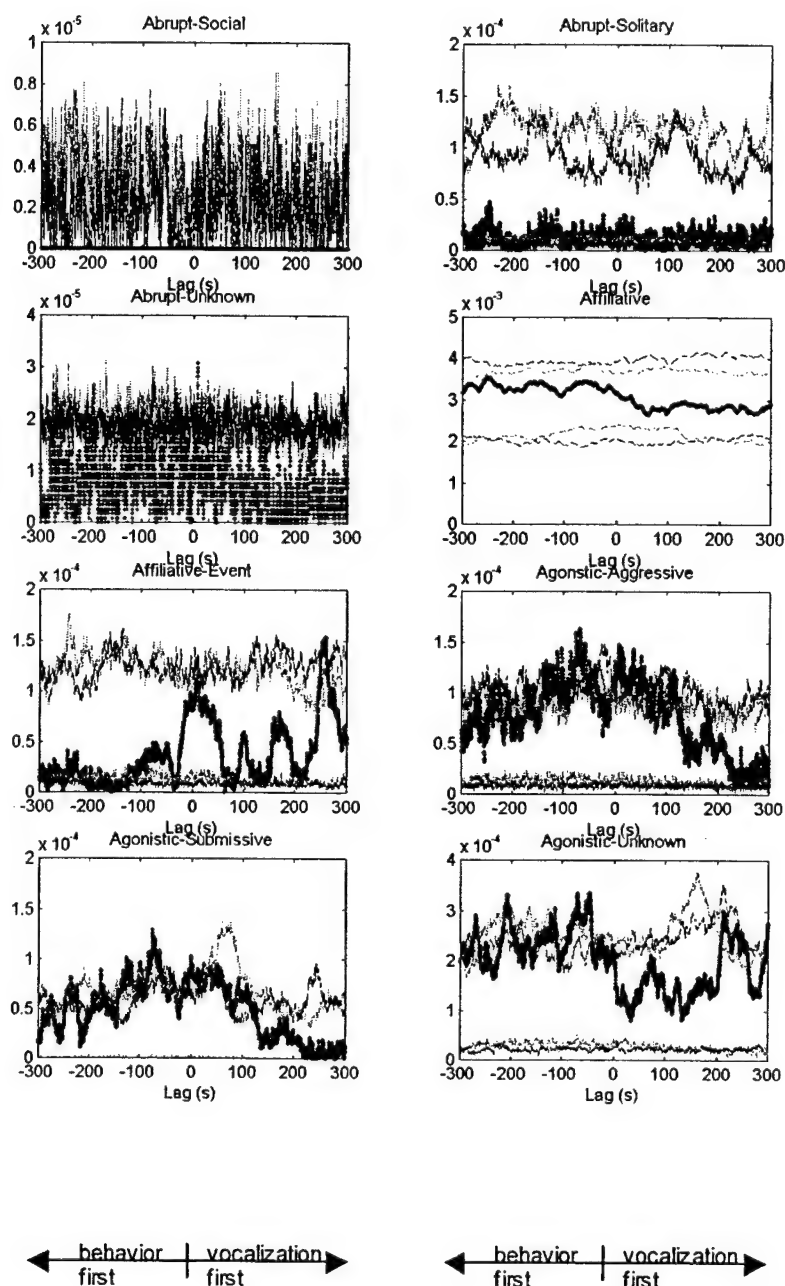 x 10^-5 Abrupt-Social
1
0.8
0.6
0.4
0.2
0
-300 -200 -100 0 100 200 300
Lag (s)
x 10^-4 Abrupt-Solitary
2
1.5
1
0.5
0
-300 -200 -100 0 100 200 300
Lag (s)
x 10^-5 Abrupt-Unknown
4
3
2
1
0
-300 -200 -100 0 100 200 300
Lag (s)
x 10^-3 Affiliative
5
4
3
2
1
0
-300 -200 -100 0 100 200 300
Lag (s)
x 10^-4 Affiliative-Event
2
1.5
1
0.5
0
-300 -200 -100 0 100 200 300
Lag (s)
x 10^-4 Agonstic-Aggressive
2
1.5
1
0.5
0
-300 -200 -100 0 100 200 300
Lag (s)
x 10^-4 Agonistic-Submissive
2
1.5
1
0.5
0
-300 -200 -100 0 100 200 300
Lag (s)
x 10^-4 Agonistic-Unknown
4
3
2
1
0
-300 -200 -100 0 100 200 300
Lag (s)
behavior first
vocalization first
behavior first
vocalization first